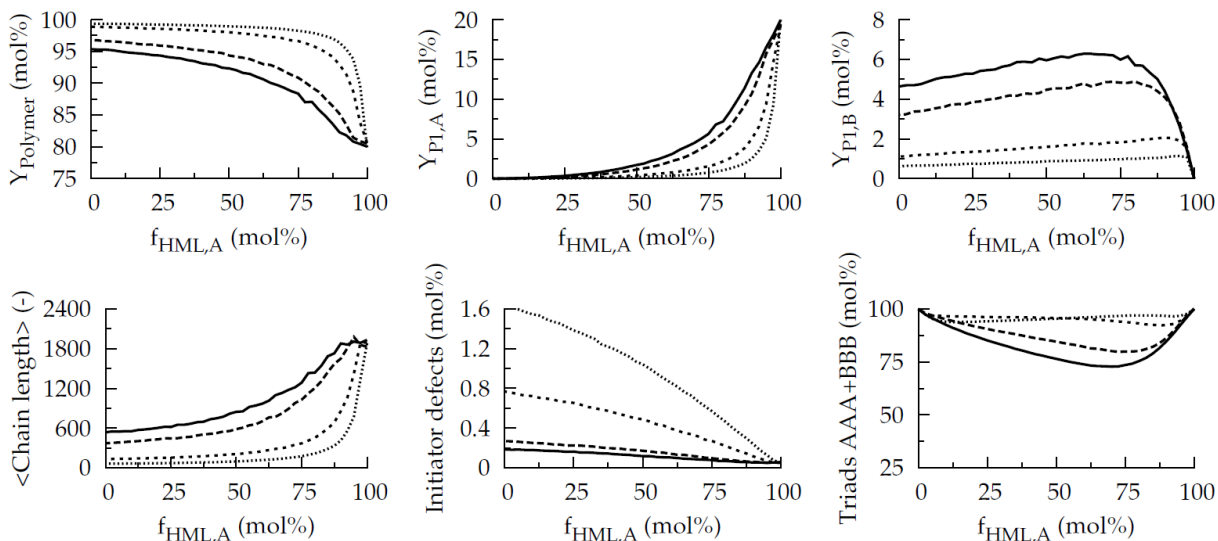 Y_Polymer (mol%)
100
95
90
85
80
75
0 25 50 75 100
f_HML,A (mol%)
Y_P1,A (mol%)
20
15
10
5
0
0 25 50 75 100
f_HML,A (mol%)
Y_P1,B (mol%)
8
6
4
2
0
0 25 50 75 100
f_HML,A (mol%)
<Chain length> (-)
2400
1800
1200
600
0
0 25 50 75 100
f_HML,A (mol%)
Initiator defects (mol%)
1.6
1.2
0.8
0.4
0
0 25 50 75 100
f_HML,A (mol%)
Triads AAA+BBB (mol%)
100
75
50
25
0 25 50 75 100
f_HML,A (mol%)